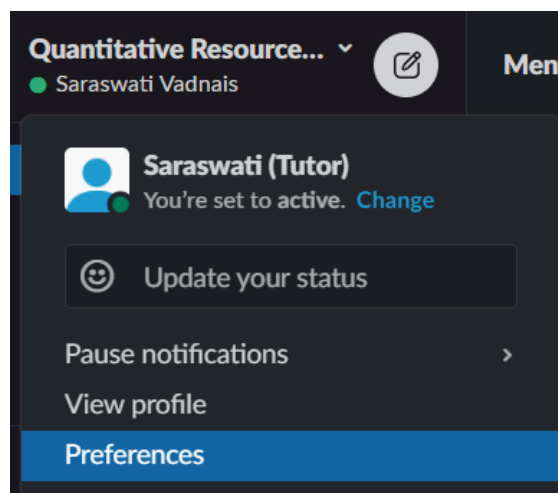 Quantitative Resource...
Saraswati Vadnais
Men
Saraswati (Tutor)
You're set to active. Change
Update your status
Pause notifications
View profile
Preferences